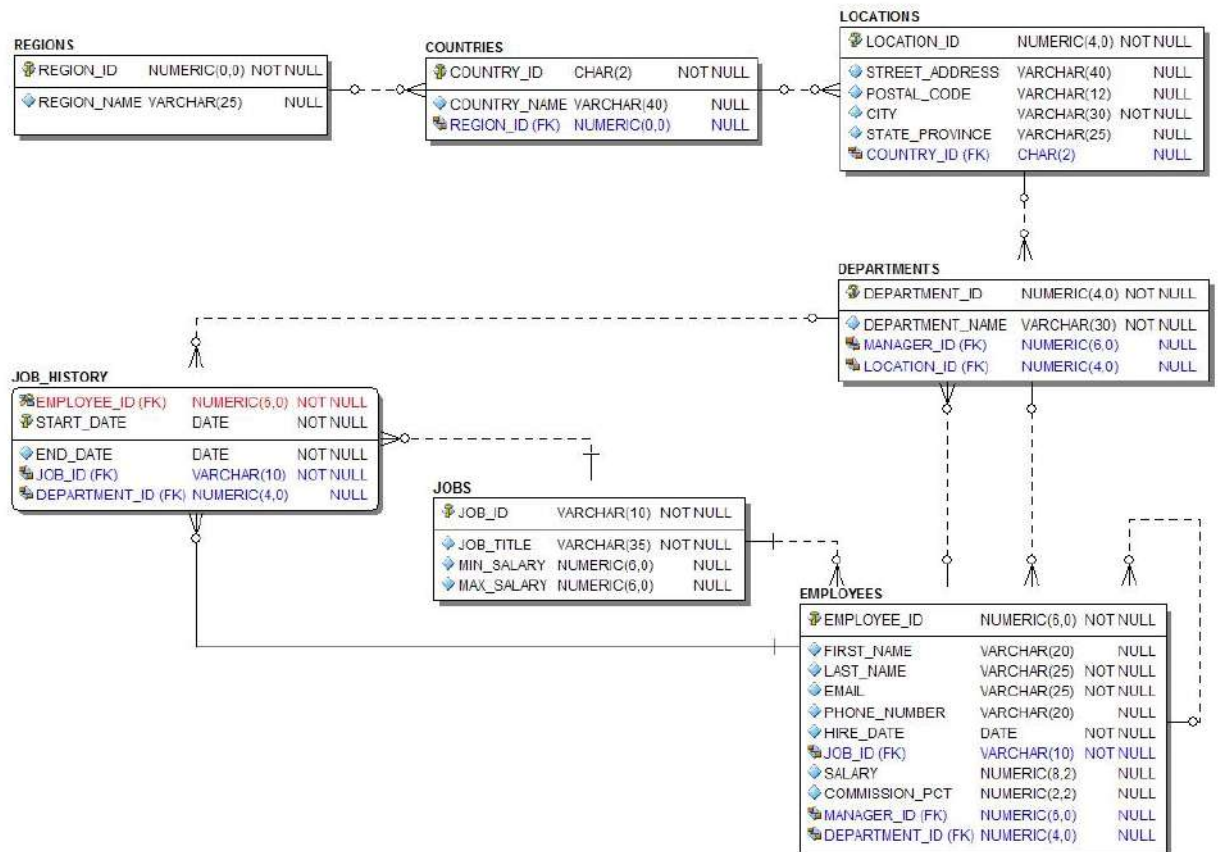 REGIONS
REGION_ID NUMERIC(0,0) NOT NULL
REGION_NAME VARCHAR(25) NULL
COUNTRIES
COUNTRY_ID CHAR(2) NOT NULL
COUNTRY_NAME VARCHAR(40) NULL
REGION_ID (FK) NUMERIC(0,0) NULL
LOCATIONS
LOCATION_ID NUMERIC(4,0) NOT NULL
STREET_ADDRESS VARCHAR(40) NULL
POSTAL_CODE VARCHAR(12) NULL
CITY VARCHAR(30) NOT NULL
STATE_PROVINCE VARCHAR(25) NULL
COUNTRY_ID (FK) CHAR(2) NULL
DEPARTMENTS
DEPARTMENT_ID NUMERIC(4,0) NOT NULL
DEPARTMENT_NAME VARCHAR(30) NOT NULL
MANAGER_ID (FK) NUMERIC(6,0) NULL
LOCATION_ID (FK) NUMERIC(4,0) NULL
JOB_HISTORY
EMPLOYEE_ID (FK) NUMERIC(6,0) NOT NULL
START_DATE DATE NOT NULL
END_DATE DATE NOT NULL
JOB_ID (FK) VARCHAR(10) NOT NULL
DEPARTMENT_ID (FK) NUMERIC(4,0) NULL
JOBS
JOB_ID VARCHAR(10) NOT NULL
JOB_TITLE VARCHAR(35) NOT NULL
MIN_SALARY NUMERIC(6,0) NULL
MAX_SALARY NUMERIC(6,0) NULL
EMPLOYEES
EMPLOYEE_ID NUMERIC(6,0) NOT NULL
FIRST_NAME VARCHAR(20) NULL
LAST_NAME VARCHAR(25) NOT NULL
EMAIL VARCHAR(25) NOT NULL
PHONE_NUMBER VARCHAR(20) NULL
HIRE_DATE DATE NOT NULL
JOB_ID (FK) VARCHAR(10) NOT NULL
SALARY NUMERIC(8,2) NULL
COMMISSION_PCT NUMERIC(2,2) NULL
MANAGER_ID (FK) NUMERIC(6,0) NULL
DEPARTMENT_ID (FK) NUMERIC(4,0) NULL